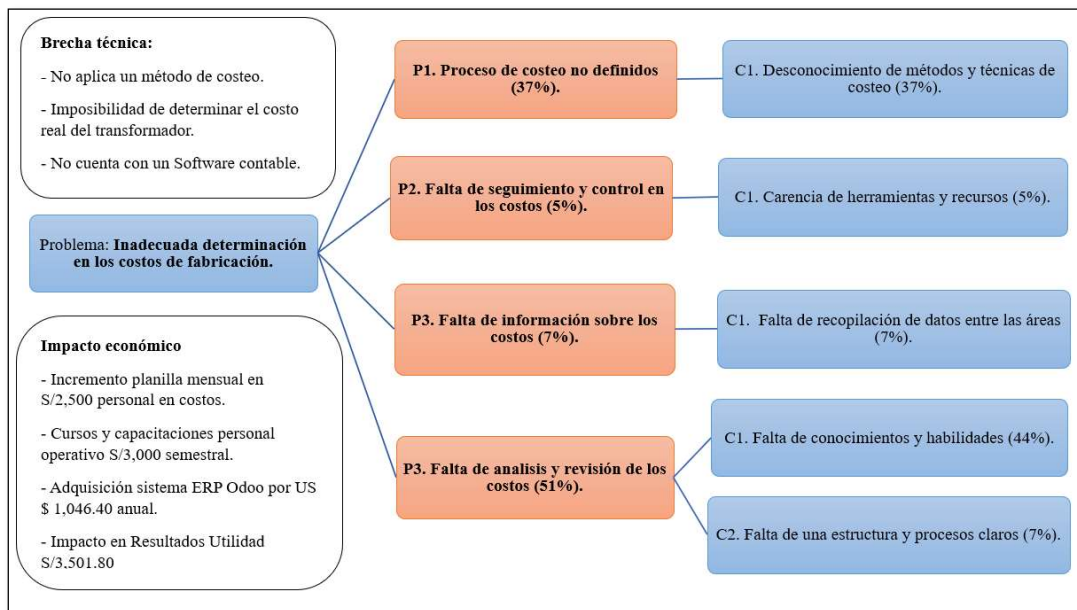 Brecha técnica:
- No aplica un método de costeo.
- Imposibilidad de determinar el costo
real del transformador.
- No cuenta con un Software contable.
Problema: Inadecuada determinación
en los costos de fabricación.
Impacto económico
- Incremento planilla mensual en
S/2,500 personal en costos.
- Cursos y capacitaciones personal
operativo S/3,000 semestral.
- Adquisición sistema ERP Odoo por US
$ 1,046.40 anual.
- Impacto en Resultados Utilidad
S/3,501.80
P1. Proceso de costeo no definidos
(37%).
C1. Desconocimiento de métodos y técnicas de
costeo (37%).
P2. Falta de seguimiento y control en
los costos (5%).
C1. Carencia de herramientas y recursos (5%).
P3. Falta de información sobre los
costos (7%).
C1. Falta de recopilación de datos entre las áreas
(7%).
P3. Falta de analisis y revisión de los
costos (51%).
C1. Falta de conocimientos y habilidades (44%).
C2. Falta de una estructura y procesos claros (7%).